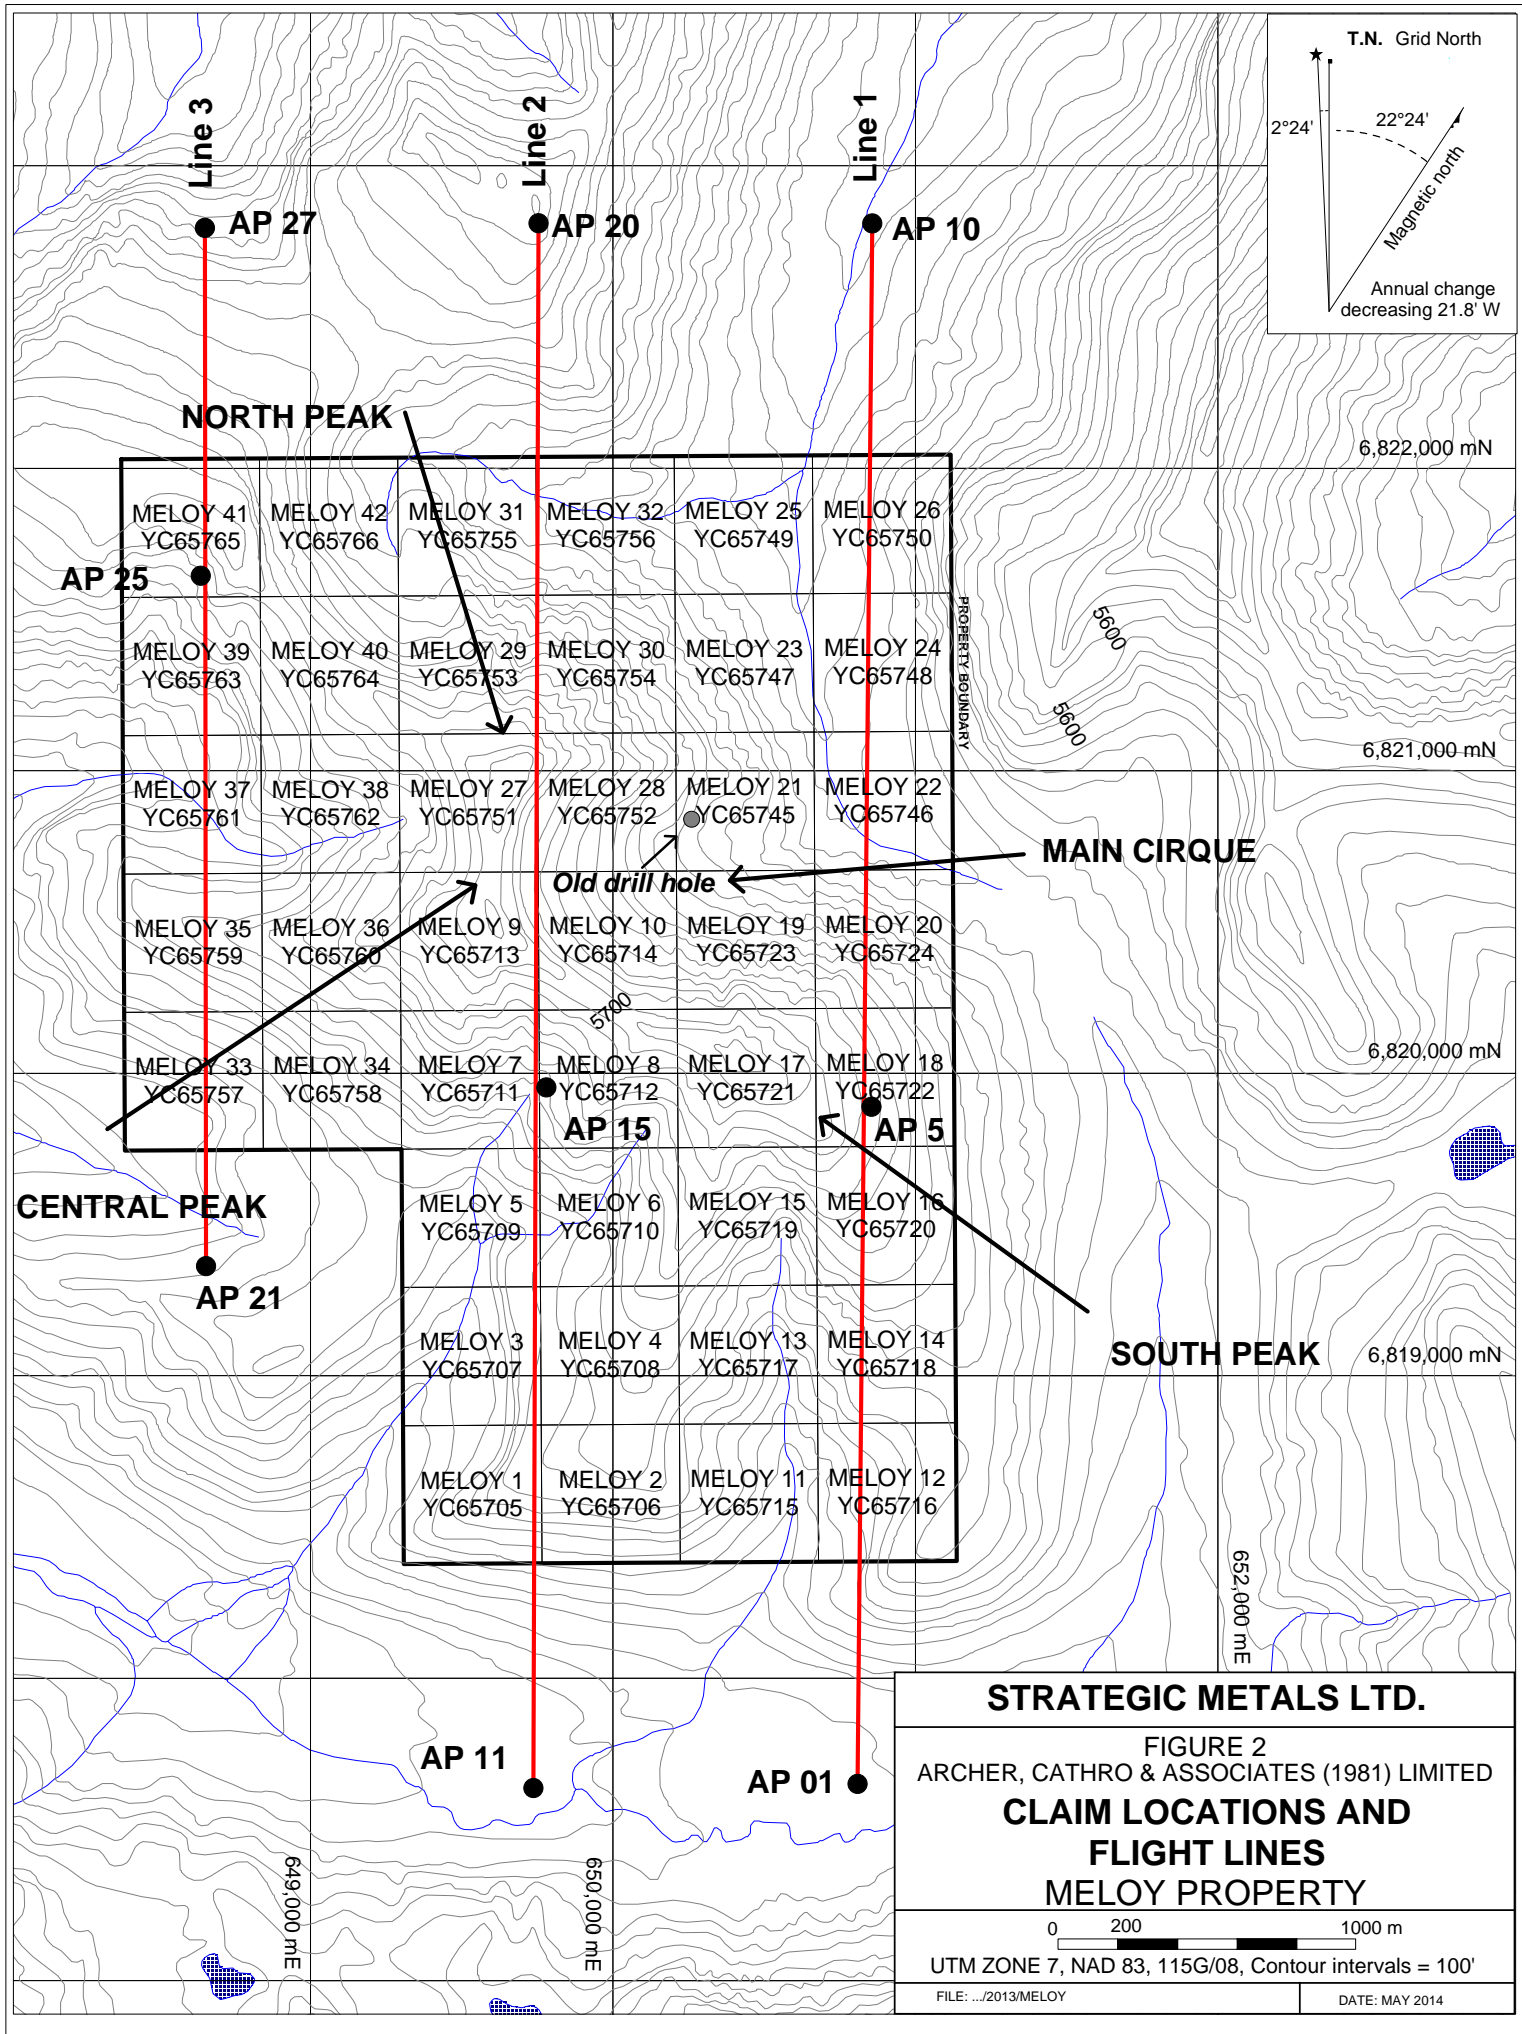 T.N. Grid North
2°24'
22°24'
Magnetic north
Annual change
decreasing 21.8' W
Line 3
Line 2
Line 1
AP 27
AP 20
AP 10
NORTH PEAK
6,822,000 mN
MELOY 41
YC65765
MELOY 42
YC65766
MELOY 31
YC65755
MELOY 32
YC65756
MELOY 25
YC65749
MELOY 26
YC65750
AP 25
PROPERTY BOUNDARY
5600
MELOY 39
YC65763
MELOY 40
YC65764
MELOY 29
YC65753
MELOY 30
YC65754
MELOY 23
YC65747
MELOY 24
YC65748
5600
6,821,000 mN
MELOY 37
YC65761
MELOY 38
YC65762
MELOY 27
YC65751
MELOY 28
YC65752
MELOY 21
YC65745
MELOY 22
YC65746
MAIN CIRQUE
Old drill hole
MELOY 35
YC65759
MELOY 36
YC65760
MELOY 9
YC65713
MELOY 10
YC65714
MELOY 19
YC65723
MELOY 20
YC65724
5700
6,820,000 mN
MELOY 33
YC65757
MELOY 34
YC65758
MELOY 7
YC65711
MELOY 8
YC65712
MELOY 17
YC65721
MELOY 18
YC65722
AP 15
AP 5
CENTRAL PEAK
MELOY 5
YC65709
MELOY 6
YC65710
MELOY 15
YC65719
MELOY 16
YC65720
AP 21
MELOY 3
YC65707
MELOY 4
YC65708
MELOY 13
YC65717
MELOY 14
YC65718
SOUTH PEAK
6,819,000 mN
MELOY 1
YC65705
MELOY 2
YC65706
MELOY 11
YC65715
MELOY 12
YC65716
652,000 mE
AP 11
AP 01
649,000 mE
650,000 mE
STRATEGIC METALS LTD.
FIGURE 2
ARCHER, CATHRO & ASSOCIATES (1981) LIMITED
CLAIM LOCATIONS AND
FLIGHT LINES
MELOY PROPERTY
0 200 1000 m
UTM ZONE 7, NAD 83, 115G/08, Contour intervals = 100'
FILE: .../2013/MELOY
DATE: MAY 2014